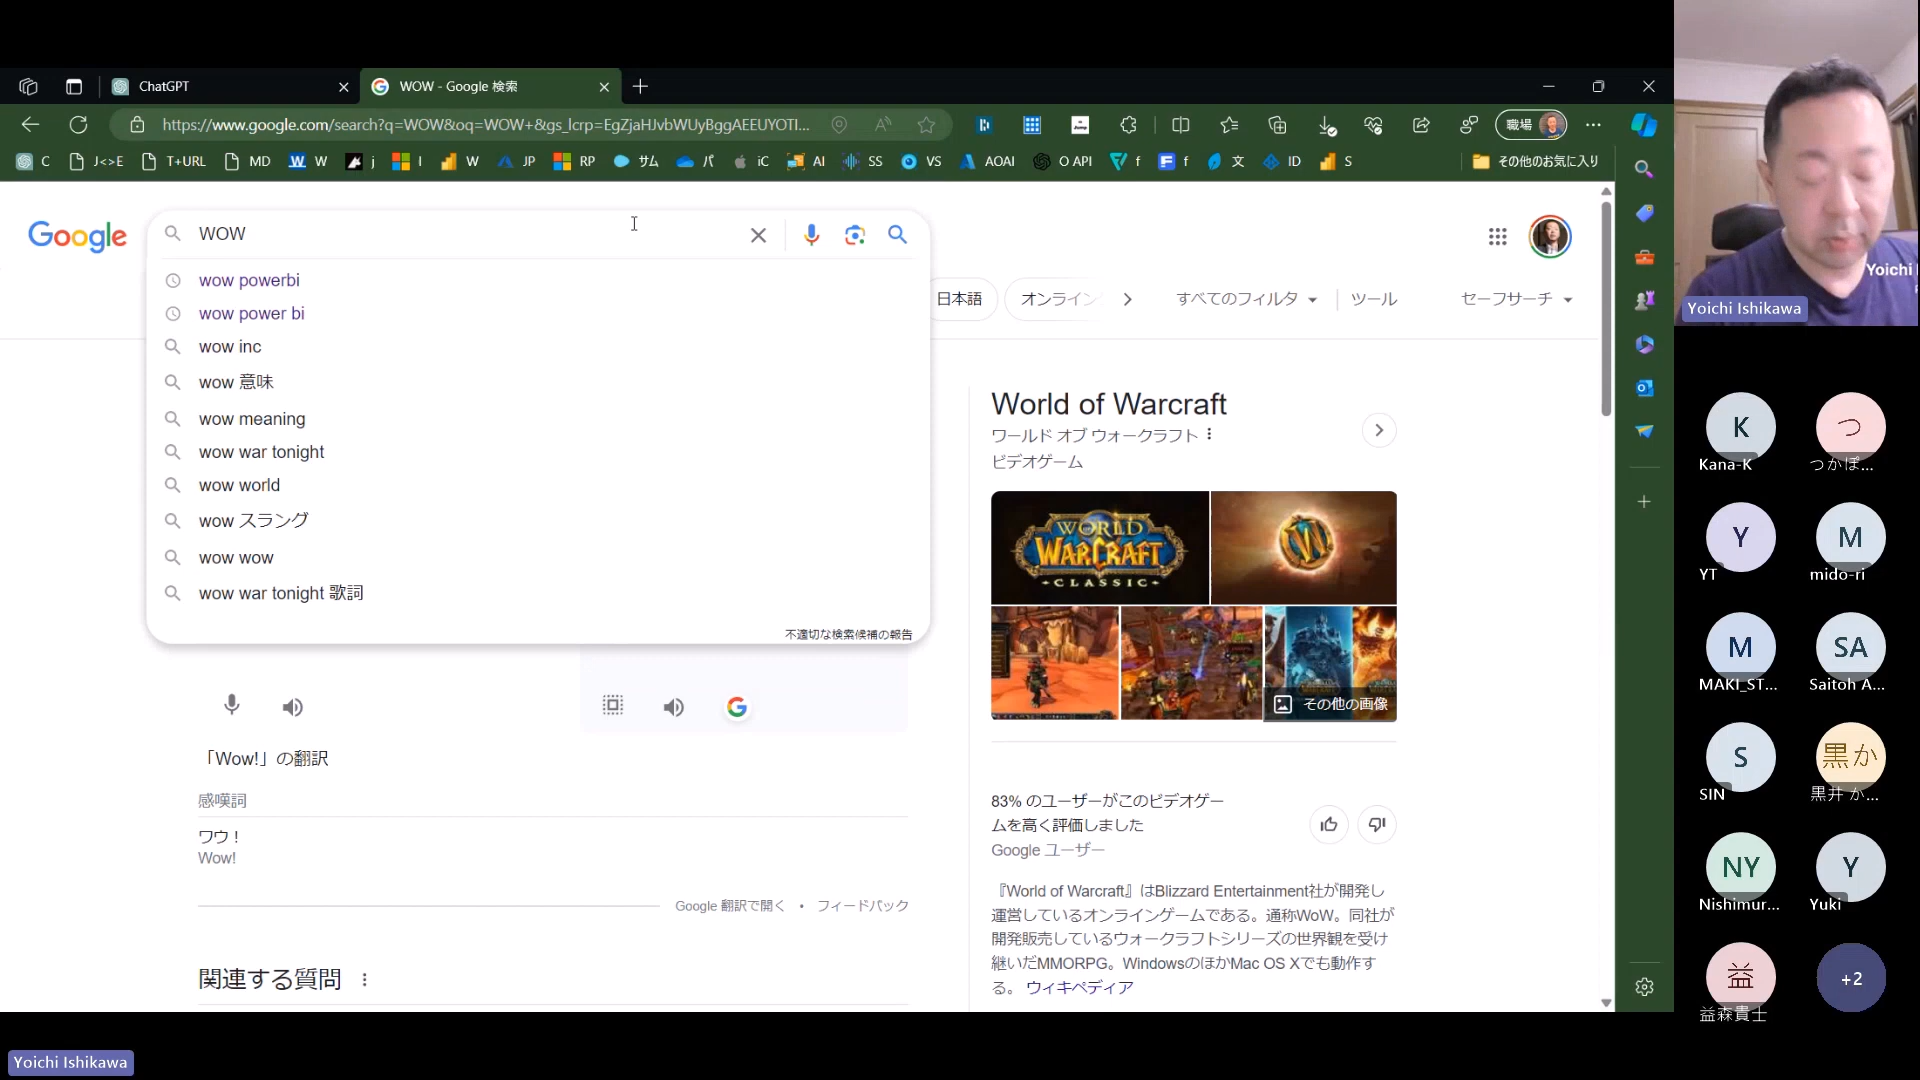 ChatGPT
WOW - Google 検索
https://www.google.com/search?q=WOW&oq=WOW+&gs_lcrp=EgZjaHJvbWUyBggAEEUYOTI...
職場
C
J<>E
T+URL
MD
W
j
I
W
JP
RP
サム
パ
iC
AI
SS
VS
AOAI
O API
f
f
文
ID
S
その他のお気に入り
Google
WOW
wow powerbi
wow power bi
wow inc
wow 意味
wow meaning
wow war tonight
wow world
wow スラング
wow wow
wow war tonight 歌詞
不適切な検索候補の報告
日本語
オンライン
すべてのフィルタ
ツール
セーフサーチ
「Wow!」の翻訳
感嘆詞
ワウ！
Wow!
Google 翻訳で開く • フィードバック
関連する質問
World of Warcraft
ワールド オブ ウォークラフト
ビデオゲーム
WORLD
OF
WARCRAFT
CLASSIC
その他の画像
83% のユーザーがこのビデオゲー
ムを高く評価しました
Google ユーザー
『World of Warcraft』はBlizzard Entertainment社が開発し
運営しているオンラインゲームである。通称WoW。同社が
開発販売しているウォークラフトシリーズの世界観を受け
継いだMMORPG。WindowsのほかMac OS Xでも動作す
る。 ウィキペディア
Yoichi
Yoichi Ishikawa
K
Kana-K
つ
つかぽ...
Y
YT
M
mido-ri
M
MAKI_ST...
SA
Saitoh A...
S
SIN
黒か
黒井 か...
NY
Nishimur...
Y
Yuki
益
益森貴士
+2
Yoichi Ishikawa